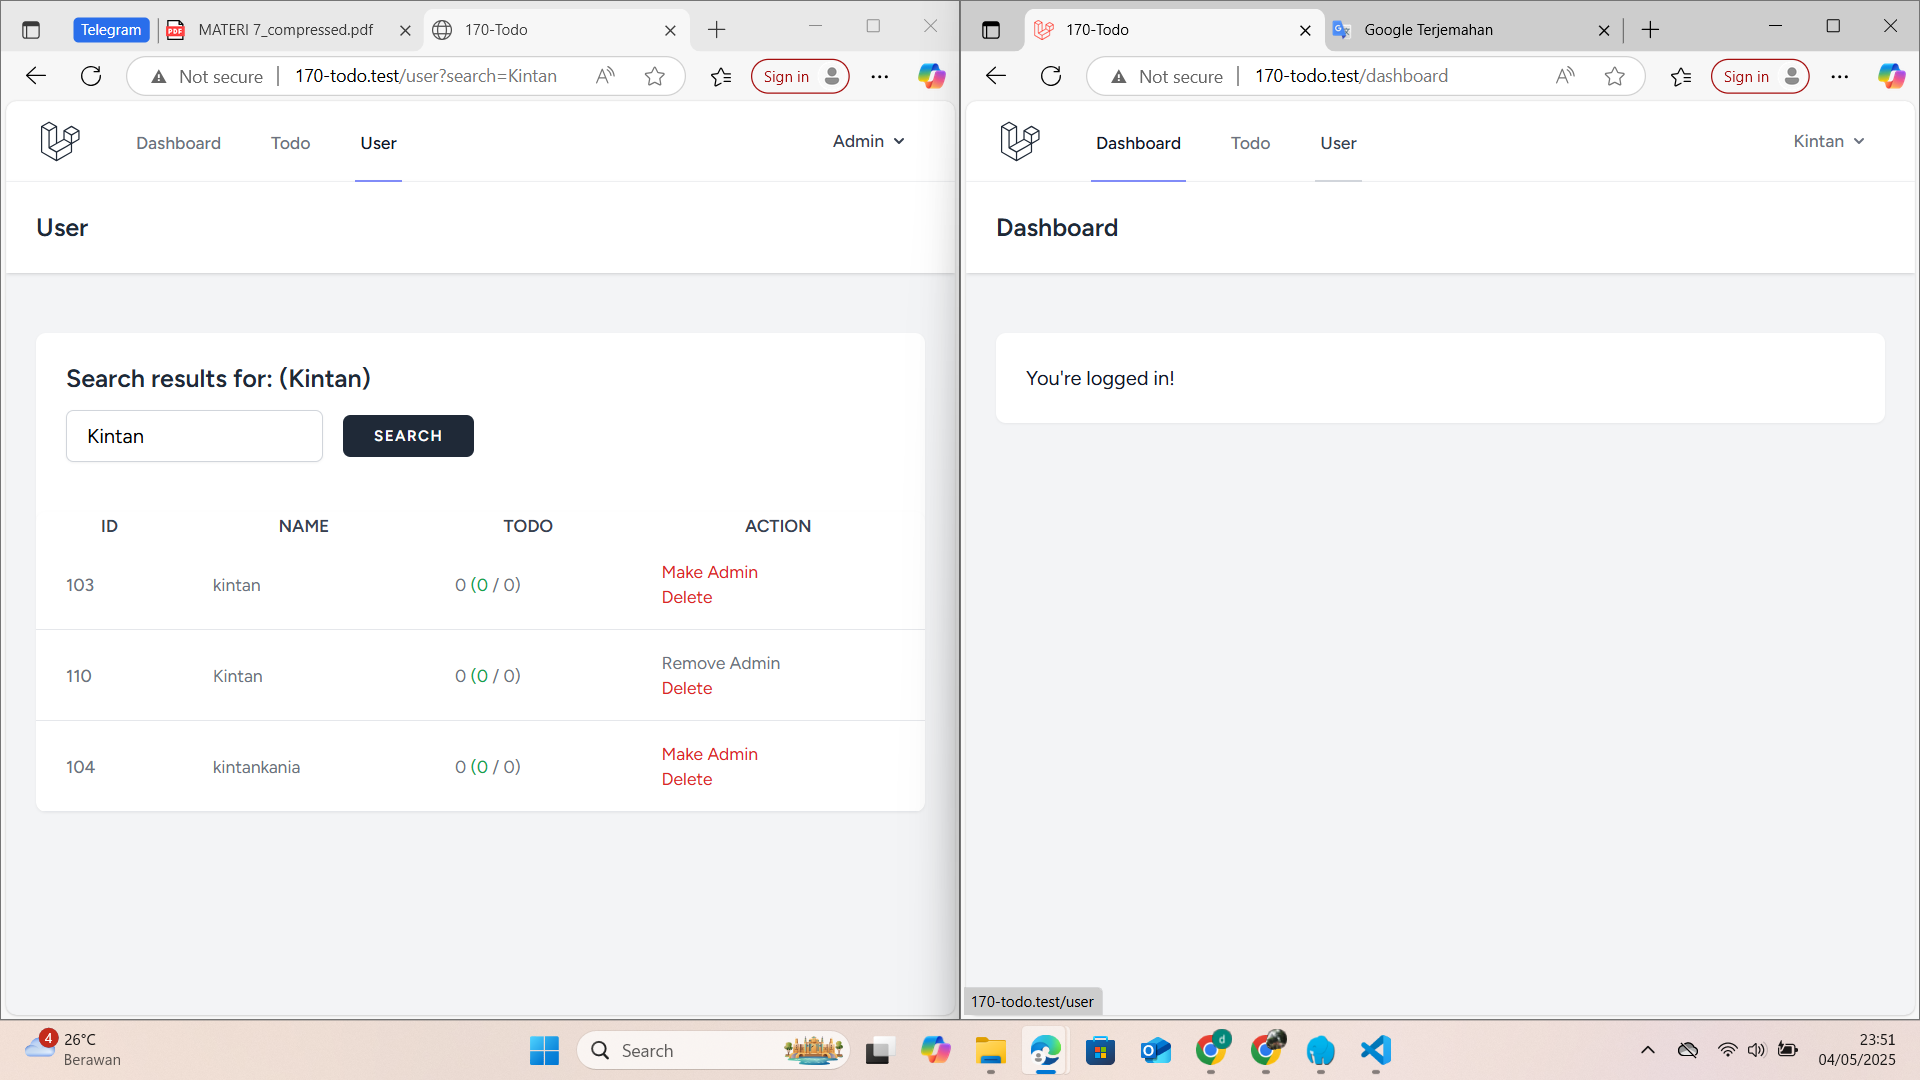 Telegram
MATERI 7_compressed.pdf
170-Todo
Not secure
170-todo.test/user?search=Kintan
Sign in
Dashboard
Todo
User
Admin
User
Search results for: (Kintan)
Kintan
SEARCH
ID NAME TODO ACTION
103 kintan 0 (0 / 0) Make Admin
Delete
110 Kintan 0 (0 / 0) Remove Admin
Delete
104 kintankania 0 (0 / 0) Make Admin
Delete
170-Todo
Google Terjemahan
Not secure
170-todo.test/dashboard
Sign in
Dashboard
Todo
User
Kintan
Dashboard
You're logged in!
170-todo.test/user
4
26°C
Berawan
Search
d
23:51
04/05/2025